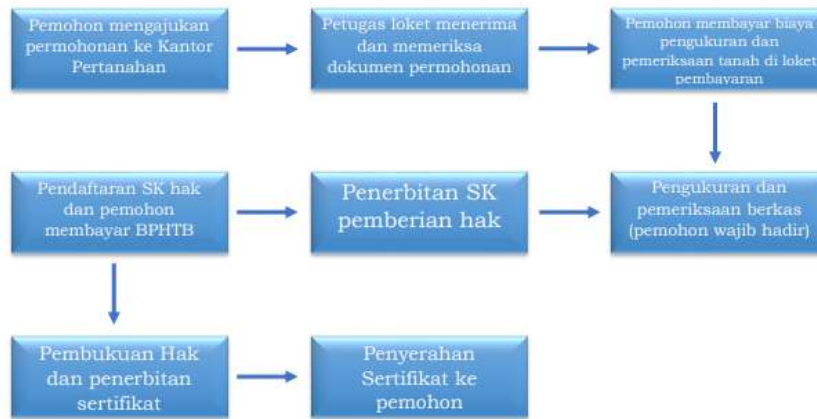 Pemohon mengajukan
permohonan ke Kantor
Pertanahan
Petugas loket menerima
dan memeriksa
dokumen permohonan
Pemohon membayar biaya
pengukuran dan
pemeriksaan tanah di loket
pembayaran
Pendaftaran SK hak
dan pemohon
membayar BPHTB
Penerbitan SK
pemberian hak
Pengukuran dan
pemeriksaan berkas
(pemohon wajib hadir)
Pembukuan Hak
dan penerbitan
sertifikat
Penyerahan
Sertifikat ke
pemohon